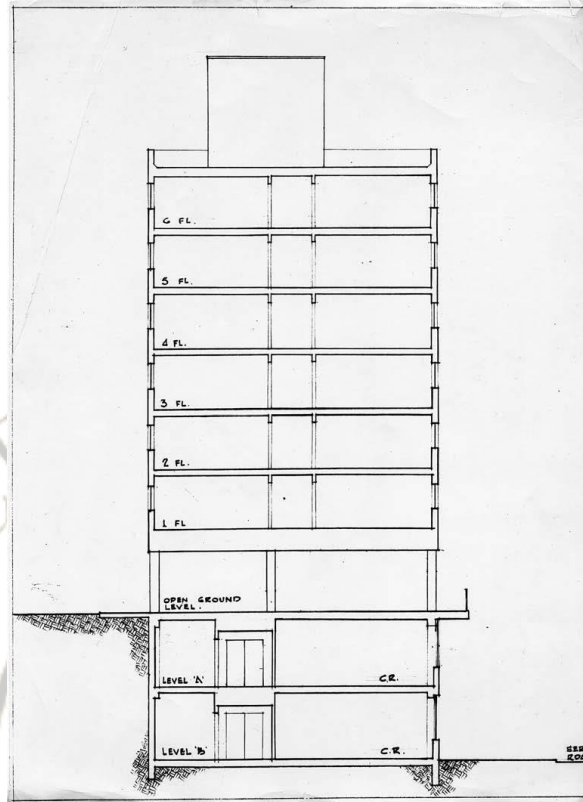 6 FL.
5 FL.
4 FL.
3 FL.
2 FL.
1 FL
OPEN GROUND
LEVEL.
LEVEL 'A'
C.R.
LEVEL 'B'
C.R.